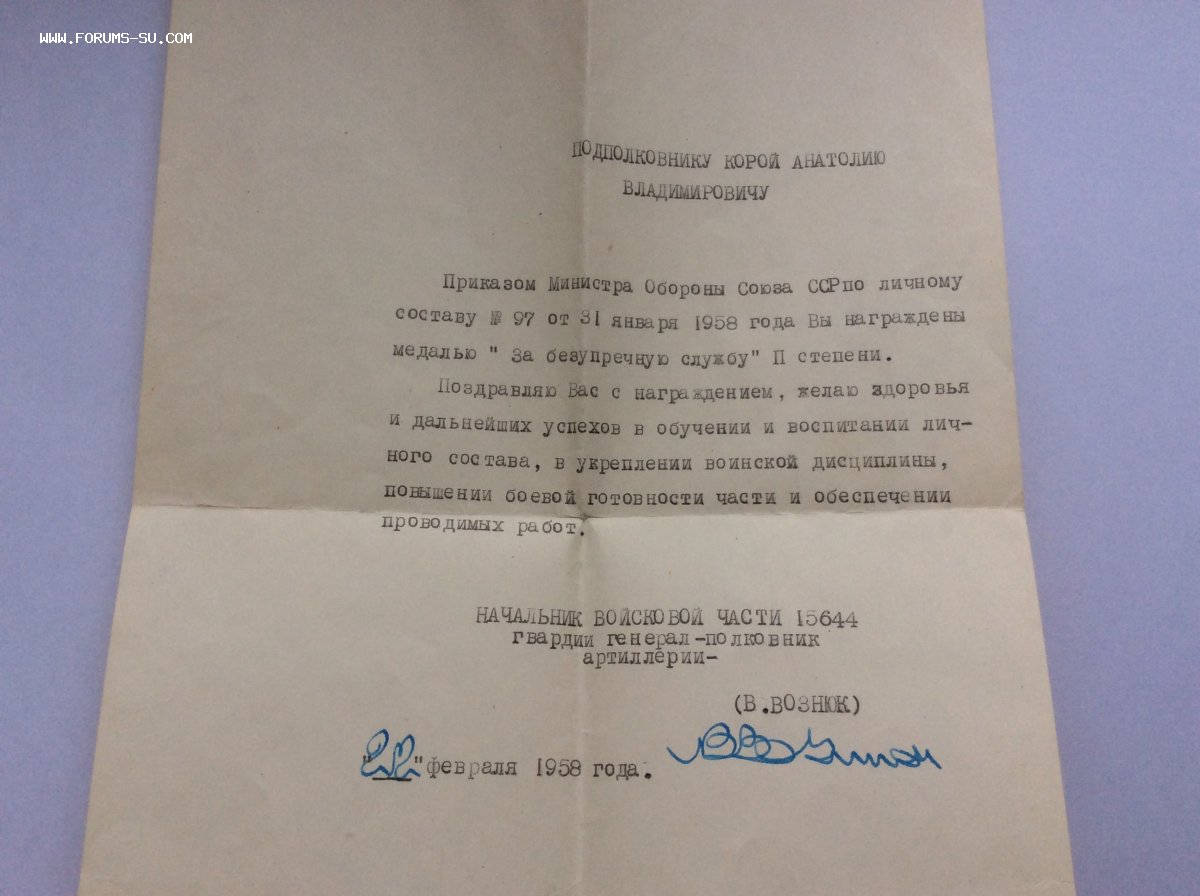 WWW.FORUMS-SU.COM
ПОДПОЛКОВНИКУ КОРОЙ АНАТОЛИЮ
ВЛАДИМИРОВИЧУ
Приказом Министра Обороны Союза ССРпо личному
составу № 97 от 31 января 1958 года Вы награждены
медалью " За безупречную службу" П степени.
Поздравляю Вас с награждением, желаю здоровья
и дальнейших успехов в обучении и воспитании лич-
ного состава, в укреплении воинской дисциплины,
повышении боевой готовности части и обеспечении
проводимых работ.
НАЧАЛЬНИК ВОЙСКОВОЙ ЧАСТИ 15644
гвардии генерал-полковник
артиллерии-
(В.ВОЗНЮК)
"22"февраля 1958 года.